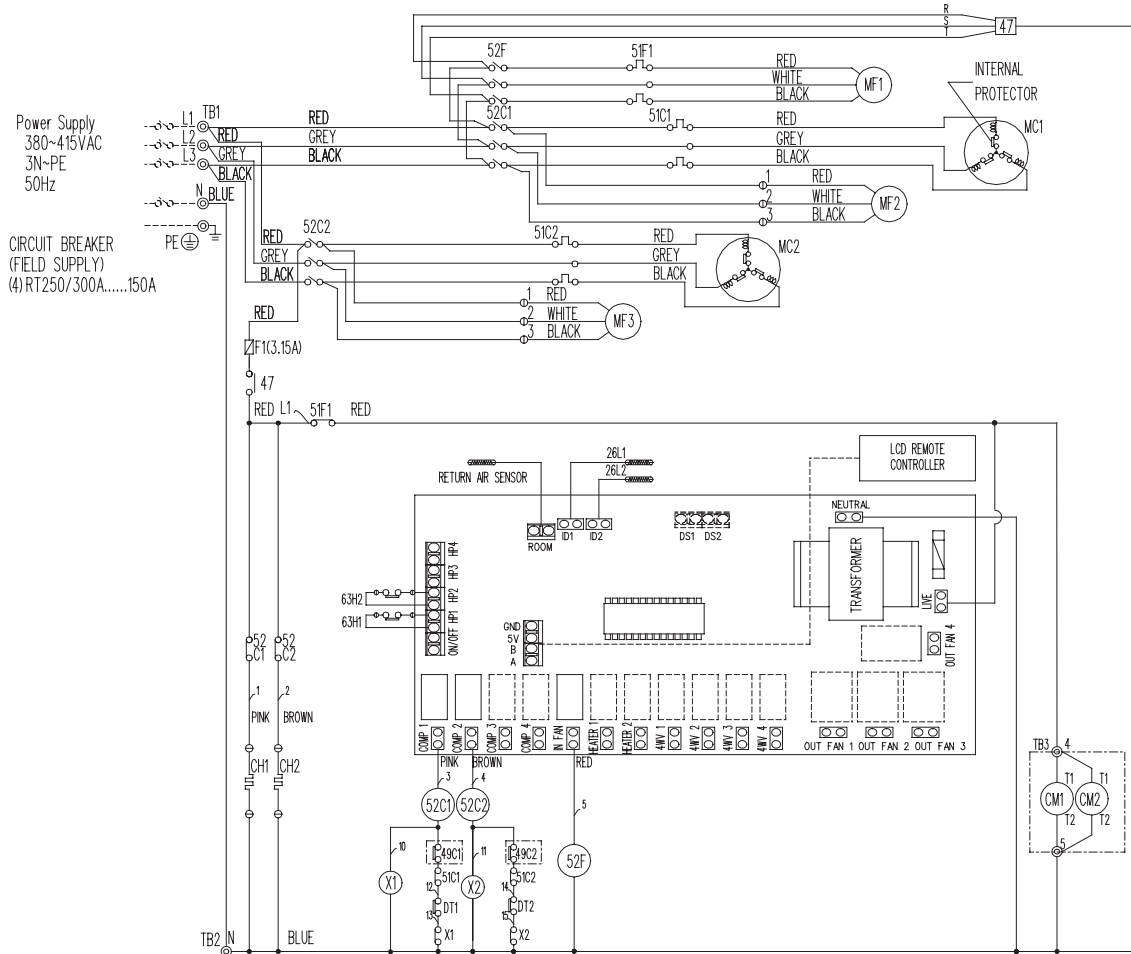 R
S
T
47
52F
51F1
RED
WHITE
BLACK
MF1
INTERNAL
PROTECTOR
Power Supply
380~415VAC
3N~PE
50Hz
L1
TB1
RED
52C1
51C1
RED
MC1
L2
RED
GREY
GREY
L3
GREY
BLACK
BLACK
BLACK
1 RED
2 WHITE
3 BLACK
MF2
N BLUE
PE
CIRCUIT BREAKER
(FIELD SUPPLY)
(4) RT250/300A......150A
52C2
51C2
RED
RED
GREY
GREY
BLACK
BLACK
MC2
1 RED
2 WHITE
3 BLACK
MF3
RED
F1(3.15A)
47
RED L1 51F1 RED
LCD REMOTE
CONTROLLER
RETURN AIR SENSOR
26L1
26L2
NEUTRAL
ROOM
ID1
ID2
DS1
DS2
TRANSFORMER
LIVE
HP4
HP3
HP2
HP1
ON/OFF
63H2
63H1
GND
5V
B
A
OUT FAN 4
52
C1
52
C2
1
2
PINK
BROWN
CH1
CH2
COMP 1
COMP 2
COMP 3
COMP 4
IN FAN
HEATER 1
HEATER 2
4WV 1
4WV 2
4WV 3
4WV 4
OUT FAN 1
OUT FAN 2
OUT FAN 3
PINK
BROWN
RED
3
4
5
52C1
52C2
52F
TB3
4
T1
T1
CM1
CM2
T2
T2
5
10
49C1
11
49C2
X1
12
51C1
X2
14
51C2
13
DT1
15
DT2
X1
X2
TB2 N
BLUE